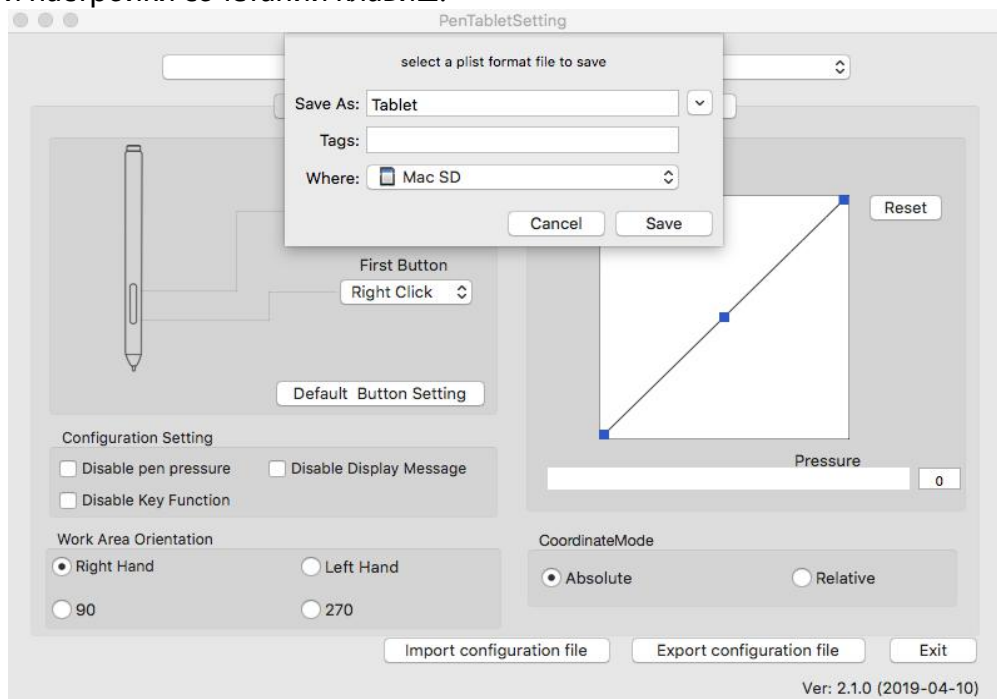 и настройки сочетаний клавиш.
PenTabletSetting
select a plist format file to save
Save As: Tablet
Tags:
Where: Mac SD
Cancel Save
Reset
First Button
Right Click
Default Button Setting
Configuration Setting
Disable pen pressure Disable Display Message
Disable Key Function
Pressure
0
Work Area Orientation
Right Hand Left Hand
90 270
CoordinateMode
Absolute Relative
Import configuration file Export configuration file Exit
Ver: 2.1.0 (2019-04-10)